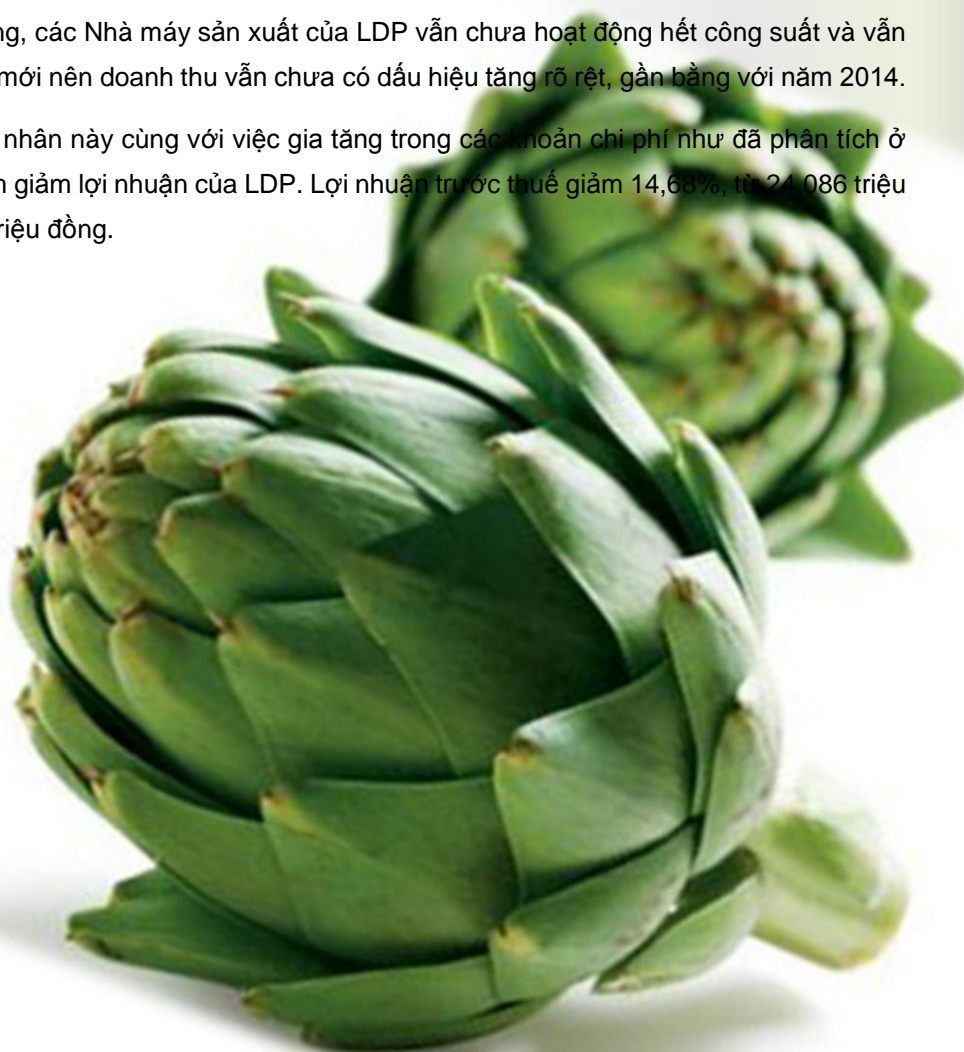 ng, các Nhà máy sản xuất của LDP vẫn chưa hoạt động hết công suất và vẫn
mới nên doanh thu vẫn chưa có dấu hiệu tăng rõ rệt, gần bằng với năm 2014.
nhân này cùng với việc gia tăng trong các khoản chi phí như đã phân tích ở
giảm lợi nhuận của LDP. Lợi nhuận trước thuế giảm 14,68%, từ 24.086 triệu
triệu đồng.